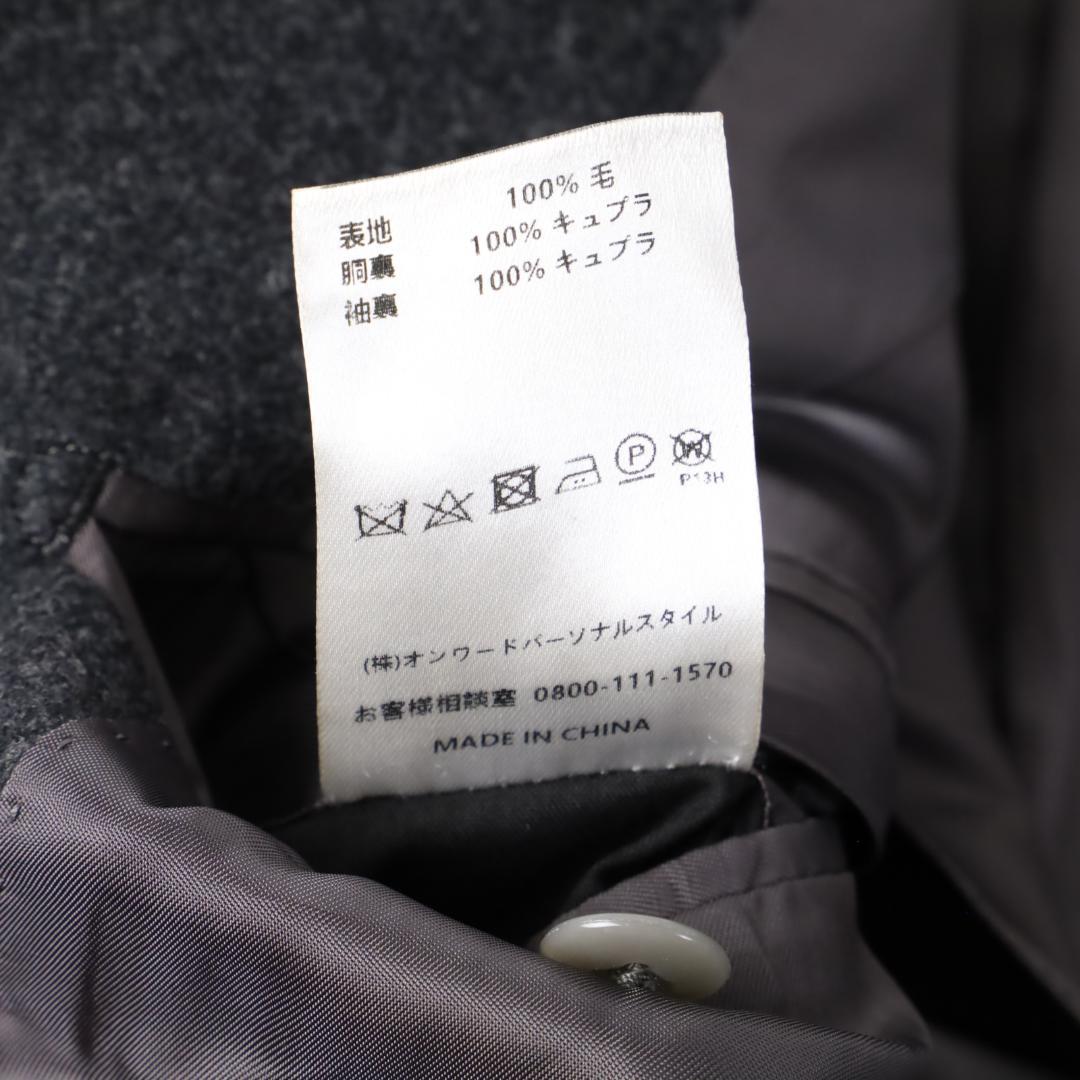 表地 100% 毛
胴裏 100% キュプラ
袖裏 100% キュプラ
P
W
P13H
(株)オンワードパーソナルスタイル
お客様相談室 0800-111-1570
MADE IN CHINA